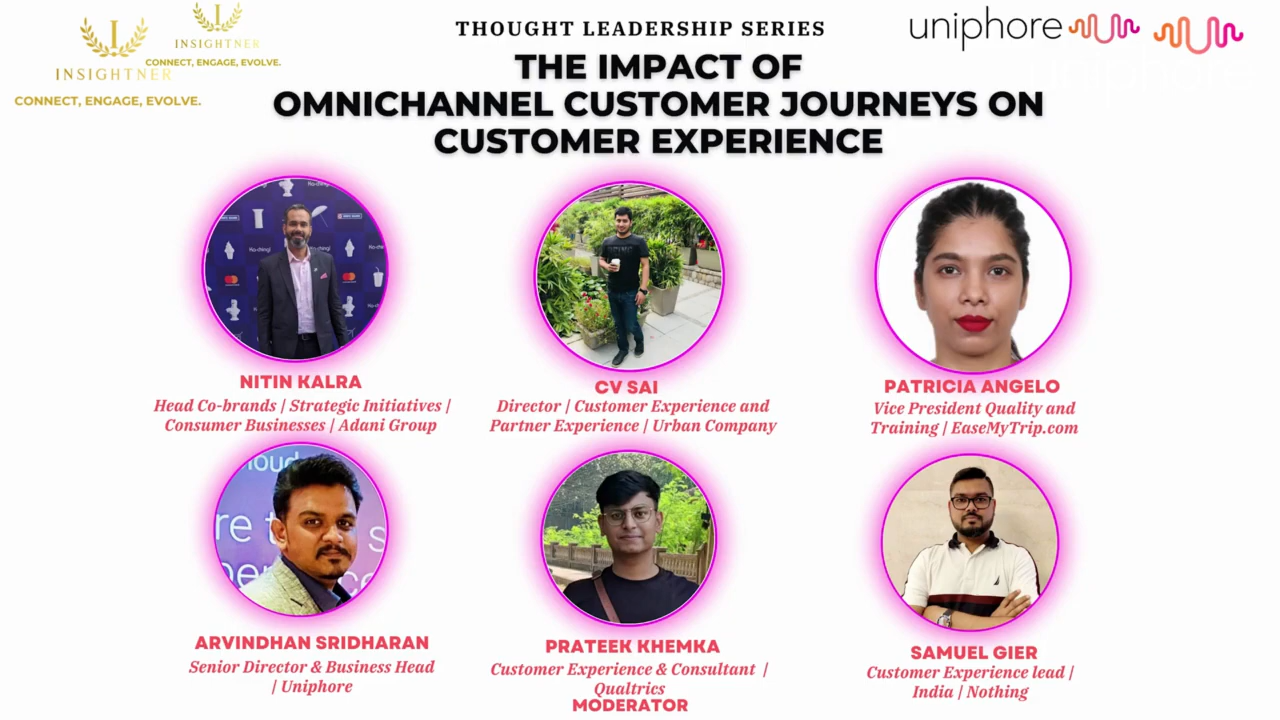 INSIGHTNER
CONNECT, ENGAGE, EVOLVE.
INSIGHTNER
CONNECT, ENGAGE, EVOLVE.
THOUGHT LEADERSHIP SERIES
THE IMPACT OF
OMNICHANNEL CUSTOMER JOURNEYS ON
CUSTOMER EXPERIENCE
uniphore
uniphore
NITIN KALRA
Head Co-brands | Strategic Initiatives |
Consumer Businesses | Adani Group
CV SAI
Director | Customer Experience and
Partner Experience | Urban Company
PATRICIA ANGELO
Vice President Quality and
Training | EaseMyTrip.com
ARVINDHAN SRIDHARAN
Senior Director & Business Head
| Uniphore
PRATEEK KHEMKA
Customer Experience & Consultant |
Qualtrics
MODERATOR
SAMUEL GIER
Customer Experience lead |
India | Nothing